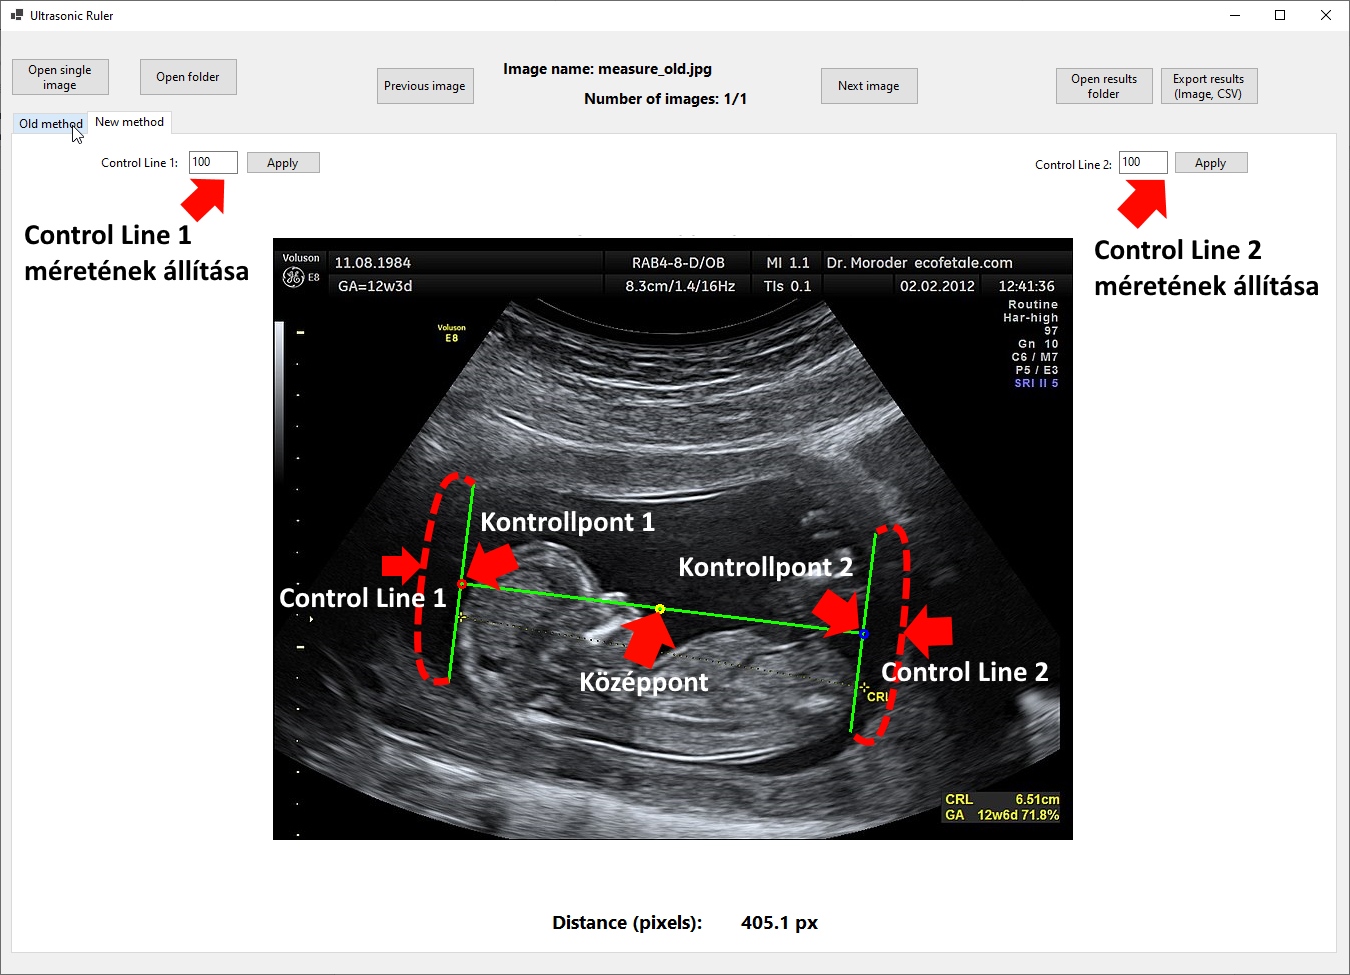 Ultrasonic Ruler
Open single
image
Open folder
Previous image
Image name: measure_old.jpg
Number of images: 1/1
Next image
Open results
folder
Export results
(Image, CSV)
Old method
New method
Control Line 1:
100
Apply
Control Line 2:
100
Apply
Control Line 1
méretének állítása
Control Line 2
méretének állítása
Voluson
E8
11.08.1984
RAB4-8-D/OB
MI 1.1
Dr. Moroder ecofetale.com
GA=12w3d
8.3cm/1.4/16Hz
TIs 0.1
02.02.2012
12:41:36
Routine
Har-high
97
Gn 10
C6 / M7
P5 / E3
SRI II 5
Voluson
E8
Kontrollpont 1
Kontrollpont 2
Control Line 1
Középpont
Control Line 2
CRL
CRL 6.51cm
GA 12w6d 71.8%
Distance (pixels): 405.1 px